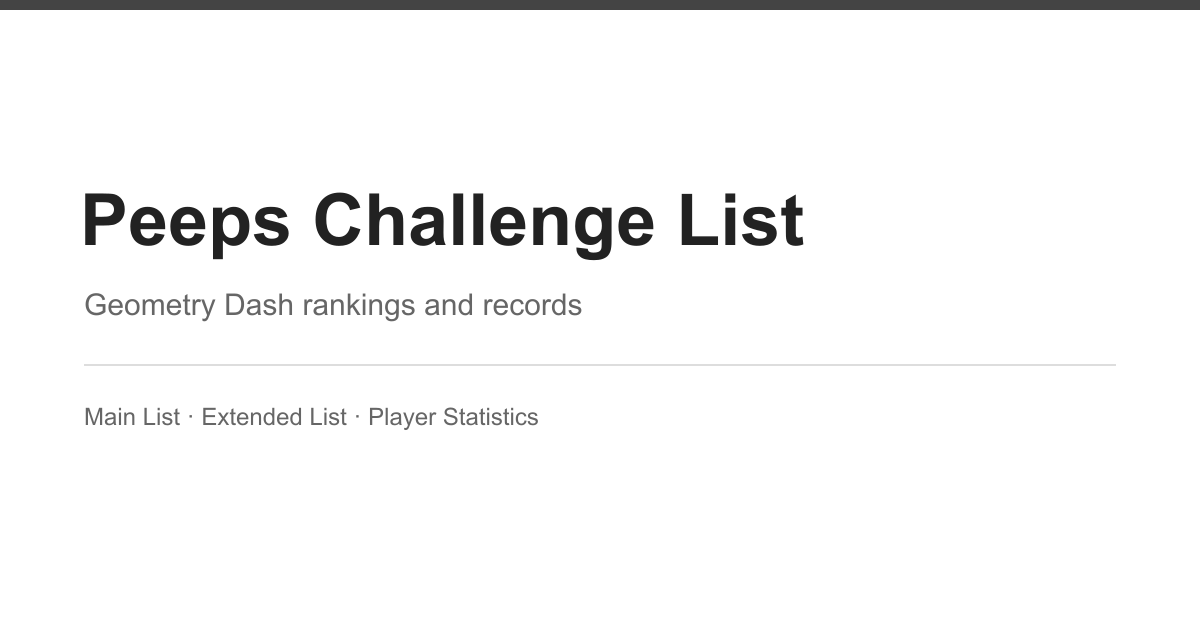 Peeps Challenge List
Geometry Dash rankings and records
Main List · Extended List · Player Statistics